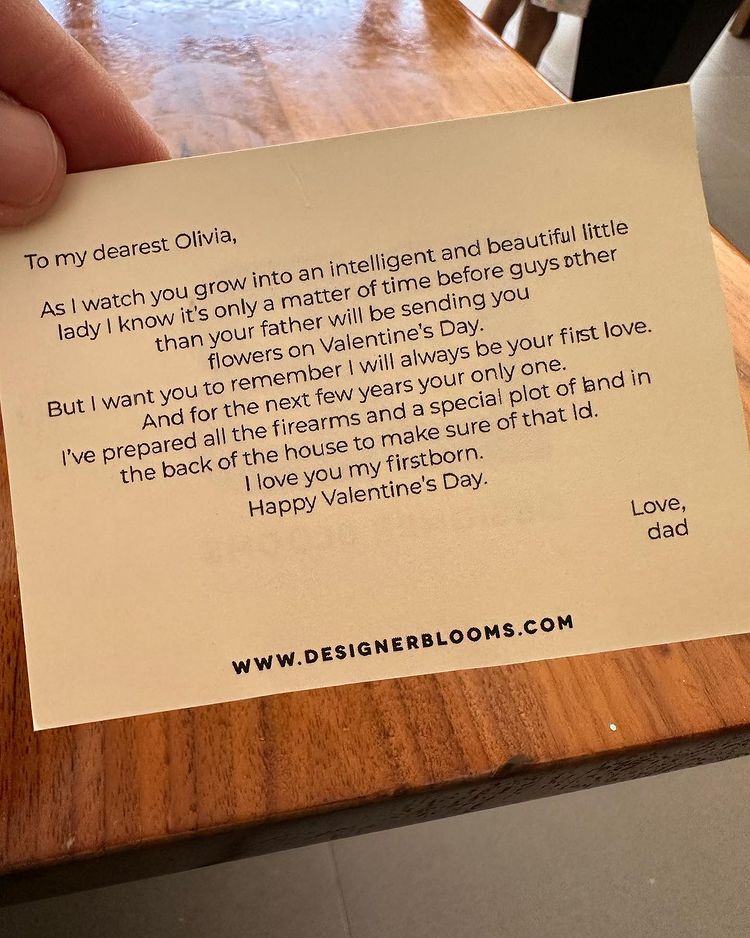 To my dearest Olivia,
As I watch you grow into an intelligent and beautiful little
lady I know it's only a matter of time before guys other
than your father will be sending you
flowers on Valentine's Day.
But I want you to remember I will always be your first love.
And for the next few years your only one.
I've prepared all the firearms and a special plot of land in
the back of the house to make sure of that ld.
I love you my firstborn.
Happy Valentine's Day.
Love,
dad
WWW.DESIGNERBLOOMS.COM